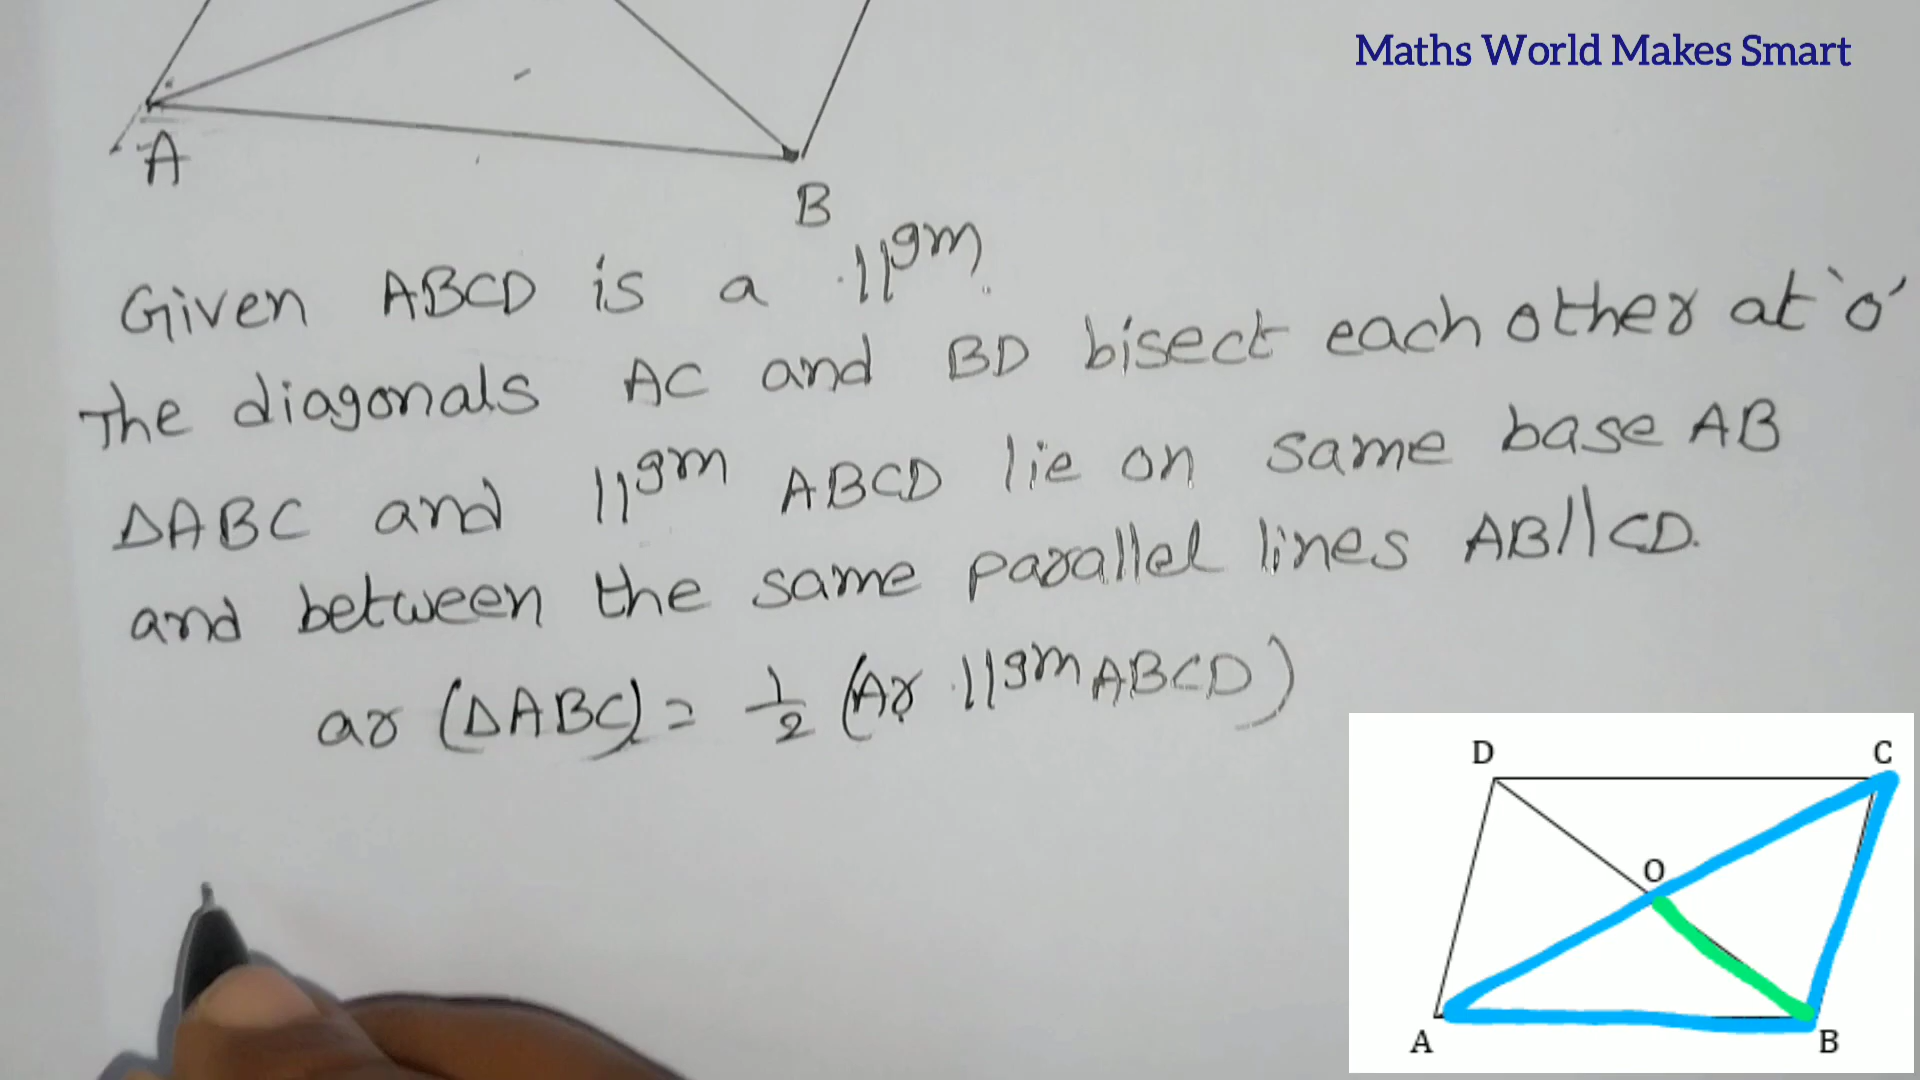 Maths World Makes Smart
A
B
Given ABCD is a ||gm.
The diagonals AC and BD bisect each other at 'o'
ΔABC and ||gm ABCD lie on same base AB
and between the same parallel lines AB//CD.
ar (ΔABC) = 1/2 (Ar ||gm ABCD)
D C
O
A B